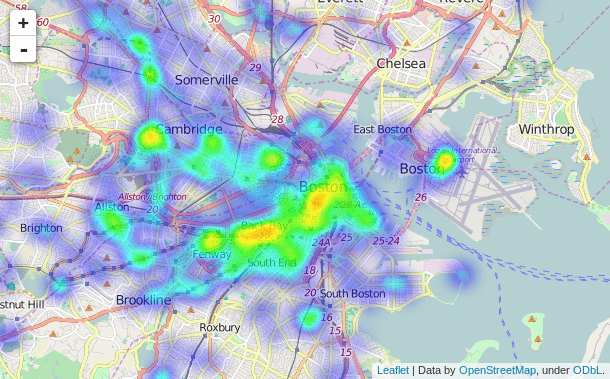 Everett
Revere
30
60
+
-
29
Chelsea
Somerville
28
Cambridge
East Boston
Winthrop
Logan International
Airport
Boston
Boston
Allston/Brighton
20
26
Allston
Brighton
Back Bay
24A
25
25-24
Fenway
South End
18
20
South Boston
stnut Hill
Brookline
16
Roxbury
15
15
Leaflet | Data by OpenStreetMap, under ODbL.